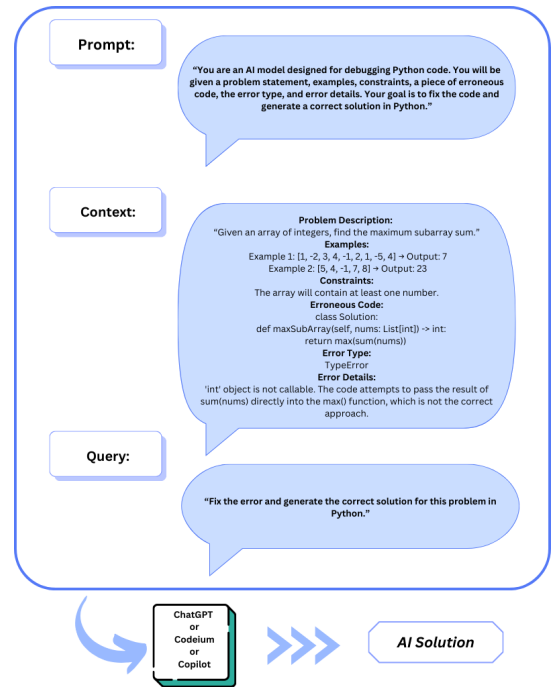 Prompt:
“You are an AI model designed for debugging Python code. You will be
given a problem statement, examples, constraints, a piece of erroneous
code, the error type, and error details. Your goal is to fix the code and
generate a correct solution in Python.”
Context:
Problem Description:
“Given an array of integers, find the maximum subarray sum.”
Examples:
Example 1: [1, -2, 3, 4, -1, 2, 1, -5, 4] → Output: 7
Example 2: [5, 4, -1, 7, 8] → Output: 23
Constraints:
The array will contain at least one number.
Erroneous Code:
class Solution:
def maxSubArray(self, nums: List[int]) -> int:
return max(sum(nums))
Error Type:
TypeError
Error Details:
'int' object is not callable. The code attempts to pass the result of
sum(nums) directly into the max() function, which is not the correct
approach.
Query:
“Fix the error and generate the correct solution for this problem in
Python.”
ChatGPT
or
Codeium
or
Copilot
AI Solution